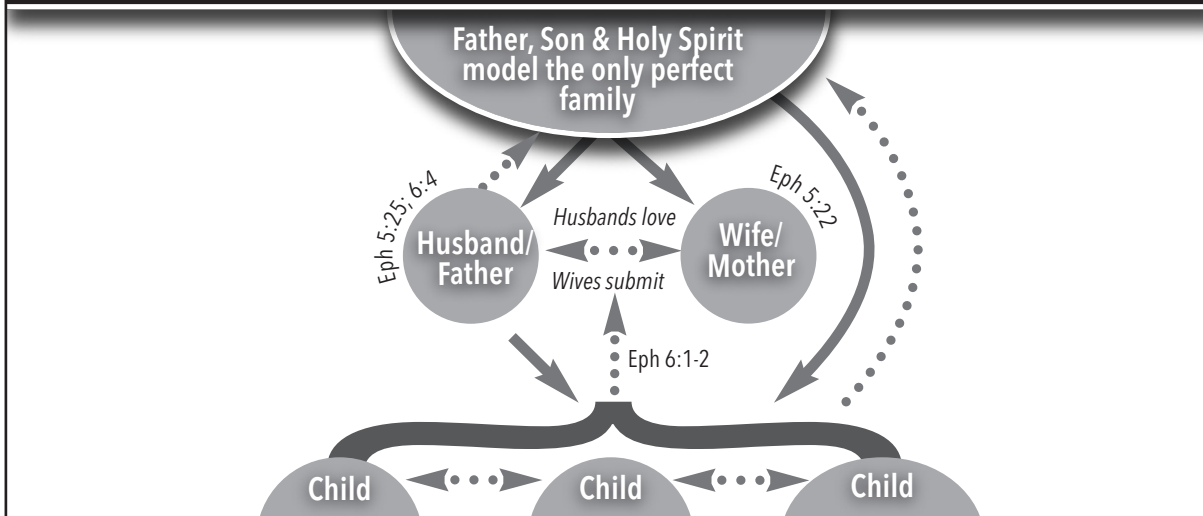 Father, Son & Holy Spirit
model the only perfect
family
Eph 5:25; 6:4
Husband/
Father
Husbands love
Wives submit
Wife/
Mother
Eph 5:22
Eph 6:1-2
Child
Child
Child